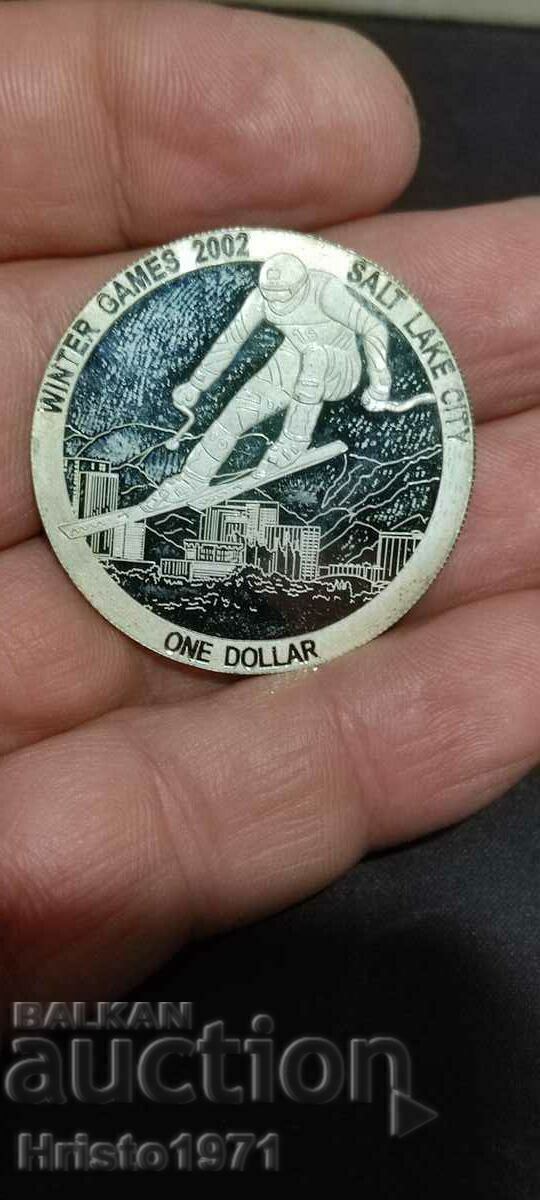 WINTER GAMES 2002 SALT LAKE CITY
ONE DOLLAR
BALKAN
auction
Hristo1971